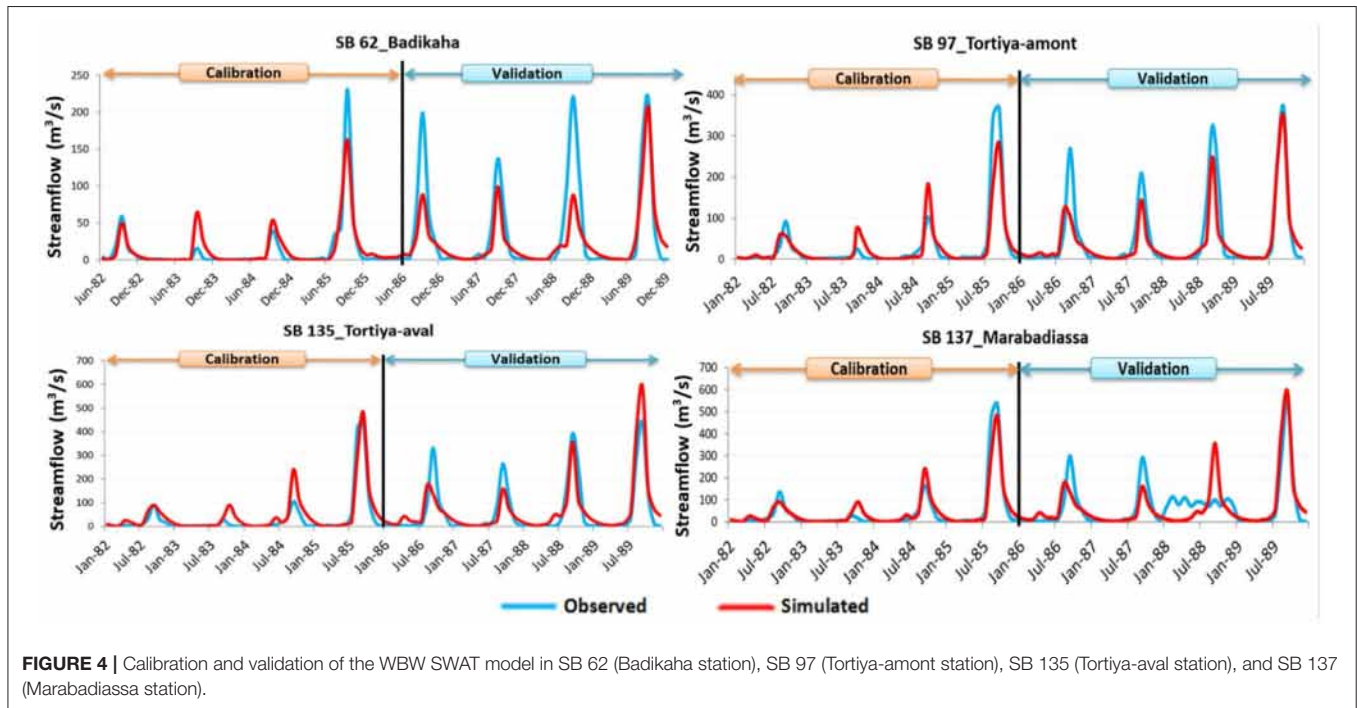 SB 62_Badikaha
Calibration
Validation
Streamflow (m³/s)
250
200
150
100
50
0
Jun-82
Dec-82
Jun-83
Dec-83
Jun-84
Dec-84
Jun-85
Dec-85
Jun-86
Dec-86
Jun-87
Dec-87
Jun-88
Dec-88
Jun-89
Dec-89
SB 97_Tortiya-amont
Calibration
Validation
Streamflow (m³/s)
400
300
200
100
0
Jan-82
Jul-82
Jan-83
Jul-83
Jan-84
Jul-84
Jan-85
Jul-85
Jan-86
Jul-86
Jan-87
Jul-87
Jan-88
Jul-88
Jan-89
Jul-89
SB 135_Tortiya-aval
Calibration
Validation
Streamflow (m³/s)
700
600
500
400
300
200
100
0
Jan-82
Jul-82
Jan-83
Jul-83
Jan-84
Jul-84
Jan-85
Jul-85
Jan-86
Jul-86
Jan-87
Jul-87
Jan-88
Jul-88
Jan-89
Jul-89
SB 137_Marabadiassa
Calibration
Validation
Streamflow (m³/s)
700
600
500
400
300
200
100
0
Jan-82
Jul-82
Jan-83
Jul-83
Jan-84
Jul-84
Jan-85
Jul-85
Jan-86
Jul-86
Jan-87
Jul-87
Jan-88
Jul-88
Jan-89
Jul-89
Observed
Simulated
FIGURE 4 | Calibration and validation of the WBW SWAT model in SB 62 (Badikaha station), SB 97 (Tortiya-amont station), SB 135 (Tortiya-aval station), and SB 137
(Marabadiassa station).